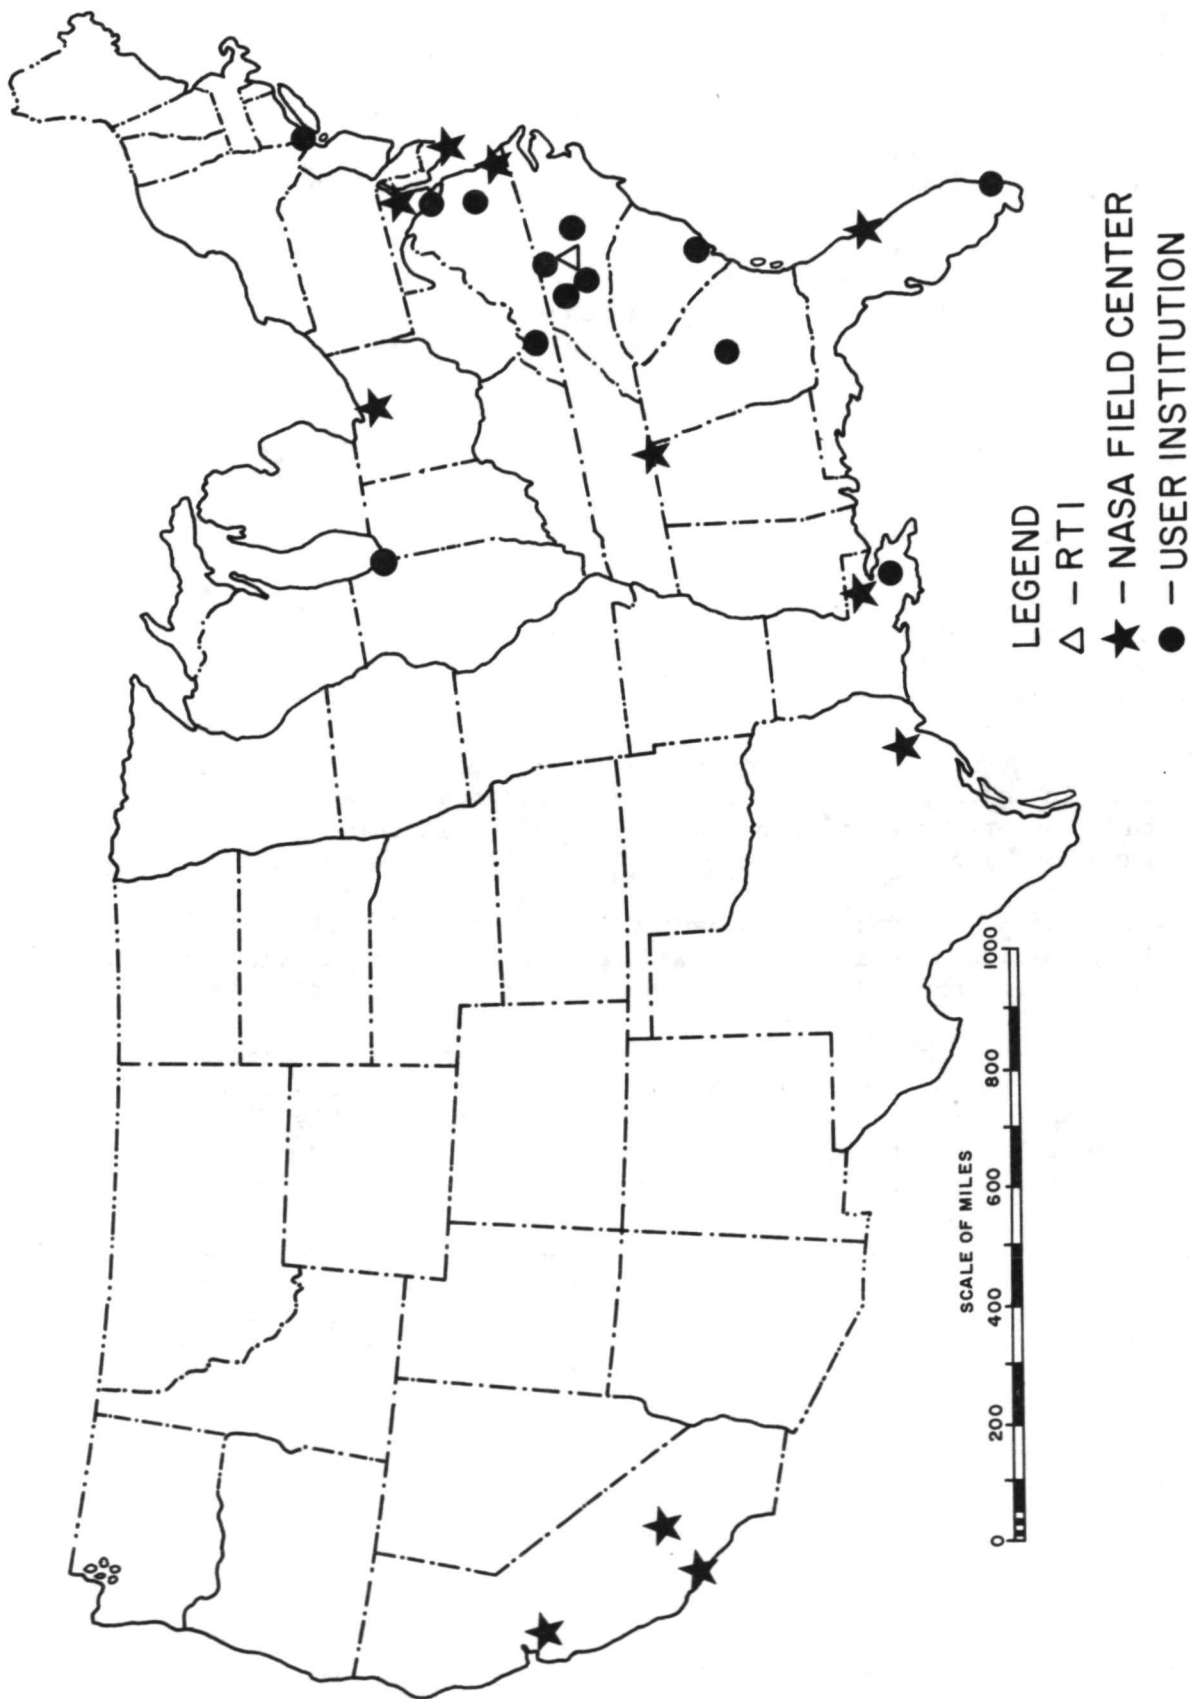 SCALE OF MILES
0 200 400 600 800 1000
LEGEND
△ – RTI
★ – NASA FIELD CENTER
● – USER INSTITUTION